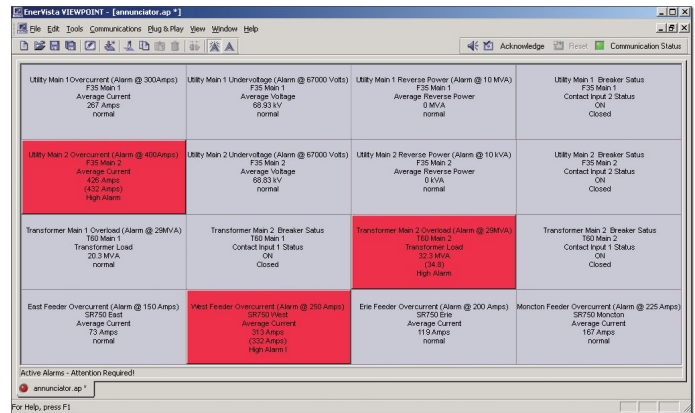 EnerVista VIEWPOINT - [annunciator.ap *]
File Edit Tools Communications Plug & Play View Window Help
Acknowledge Reset Communication Status
Utility Main 1 Overcurrent (Alarm @ 300Amps)
F35 Main 1
Average Current
267 Amps
normal
Utility Main 1 Undervoltage (Alarm @ 67000 Volts)
F35 Main 1
Average Voltage
68.93 kV
normal
Utility Main 1 Reverse Power (Alarm @ 10 MVA)
F35 Main 1
Average Reverse Power
0 MVA
normal
Utility Main 1 Breaker Satus
F35 Main 1
Contact Input 2 Status
ON
Closed
Utility Main 2 Overcurrent (Alarm @ 400Amps)
F35 Main 2
Average Current
426 Amps
(432 Amps)
High Alarm
Utility Main 2 Undervoltage (Alarm @ 67000 Volts)
F35 Main 2
Average Voltage
68.83 kV
normal
Utility Main 2 Reverse Power (Alarm @ 10 kVA)
F35 Main 2
Average Reverse Power
0 kVA
normal
Utility Main 2 Breaker Satus
F35 Main 2
Contact Input 2 Status
ON
Closed
Transformer Main 1 Overload (Alarm @ 29MVA)
T60 Main 1
Transformer Load
20.3 MVA
normal
Transformer Main 2 Breaker Satus
T60 Main 1
Contact Input 1 Status
ON
Closed
Transformer Main 2 Overload (Alarm @ 29MVA)
T60 Main 2
Transformer Load
32.3 MVA
(34.8)
High Alarm
Transformer Main 2 Breaker Satus
T60 Main 2
Contact Input 1 Status
ON
Closed
East Feeder Overcurrent (Alarm @ 150 Amps)
SR750 East
Average Current
73 Amps
normal
West Feeder Overcurrent (Alarm @ 250 Amps)
SR750 West
Average Current
313 Amps
(332 Amps)
High Alarm I
Erie Feeder Overcurrent (Alarm @ 200 Amps)
SR750 Erie
Average Current
119 Amps
normal
Moncton Feeder Overcurrent (Alarm @ 225 Amps)
SR750 Moncton
Average Current
167 Amps
normal
Active Alarms - Attention Required!
annunciator.ap *
For Help, press F1